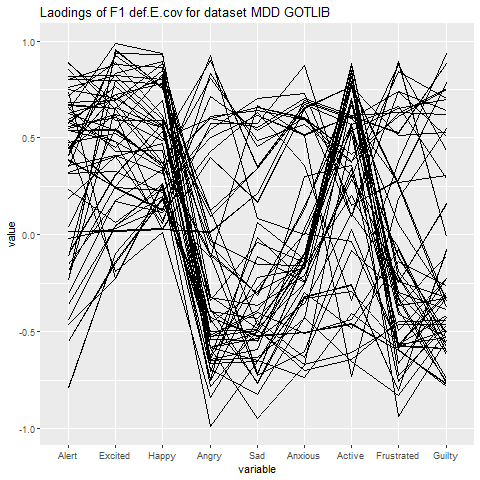 Laodings of F1 def.E.cov for dataset MDD GOTLIB
1.0
0.5
0.0
-0.5
-1.0
value
Alert Excited Happy Angry Sad Anxious Active Frustrated Guilty
variable